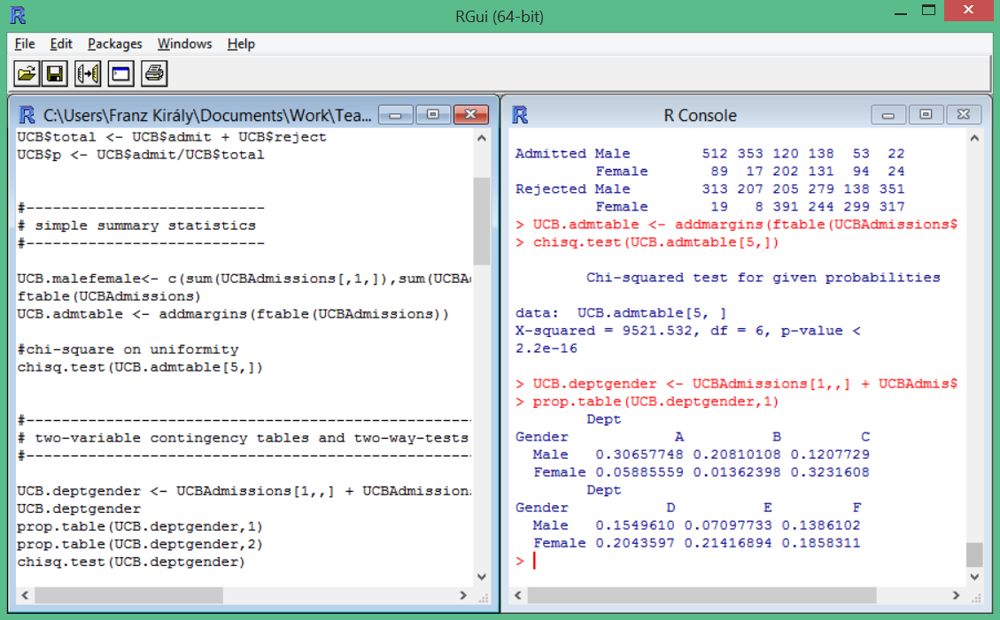 RGui (64-bit)
File Edit Packages Windows Help
C:\Users\Franz Király\Documents\Work\Tea...
UCB$total <- UCB$admit + UCB$reject
UCB$p <- UCB$admit/UCB$total
#---------------------------
# simple summary statistics
#---------------------------
UCB.malefemale<- c(sum(UCBAdmissions[,1,]),sum(UCBA
ftable(UCBAdmissions)
UCB.admtable <- addmargins(ftable(UCBAdmissions))
#chi-square on uniformity
chisq.test(UCB.admtable[5,])
#---------------------------------------------------
# two-variable contingency tables and two-way-tests
#---------------------------------------------------
UCB.deptgender <- UCBAdmissions[1,,] + UCBAdmission
UCB.deptgender
prop.table(UCB.deptgender,1)
prop.table(UCB.deptgender,2)
chisq.test(UCB.deptgender)
R Console
Admitted Male        512 353 120 138  53  22
         Female       89  17 202 131  94  24
Rejected Male        313 207 205 279 138 351
         Female       19   8 391 244 299 317
> UCB.admtable <- addmargins(ftable(UCBAdmissions$
> chisq.test(UCB.admtable[5,])
        Chi-squared test for given probabilities
data:  UCB.admtable[5, ]
X-squared = 9521.532, df = 6, p-value <
2.2e-16
> UCB.deptgender <- UCBAdmissions[1,,] + UCBAdmis$
> prop.table(UCB.deptgender,1)
        Dept
Gender            A          B         C
  Male   0.30657748 0.20810108 0.1207729
  Female 0.05885559 0.01362398 0.3231608
        Dept
Gender           D          E         F
  Male   0.1549610 0.07097733 0.1386102
  Female 0.2043597 0.21416894 0.1858311
>